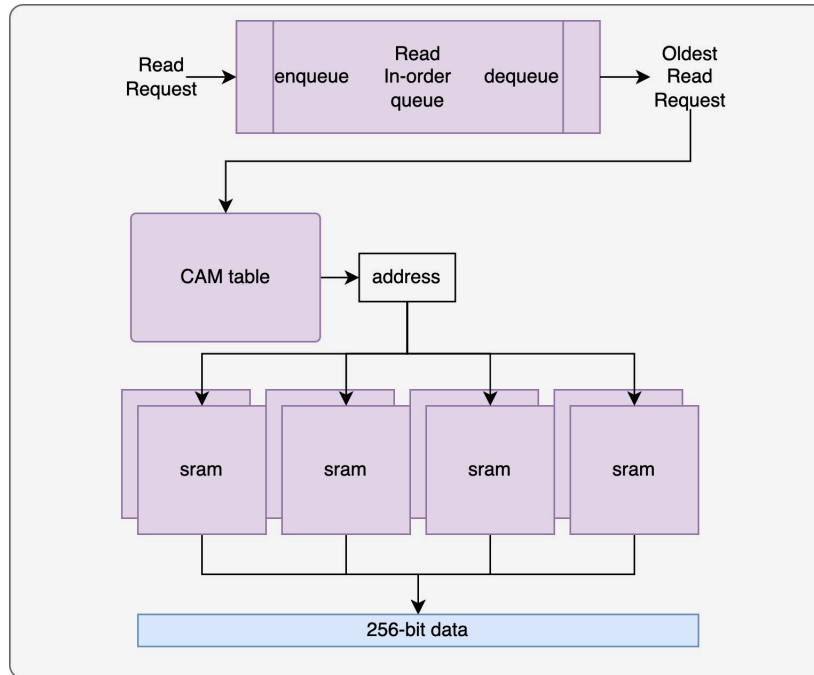 Read
Request
enqueue
Read
In-order
queue
dequeue
Oldest
Read
Request
CAM table
address
sram
sram
sram
sram
256-bit data